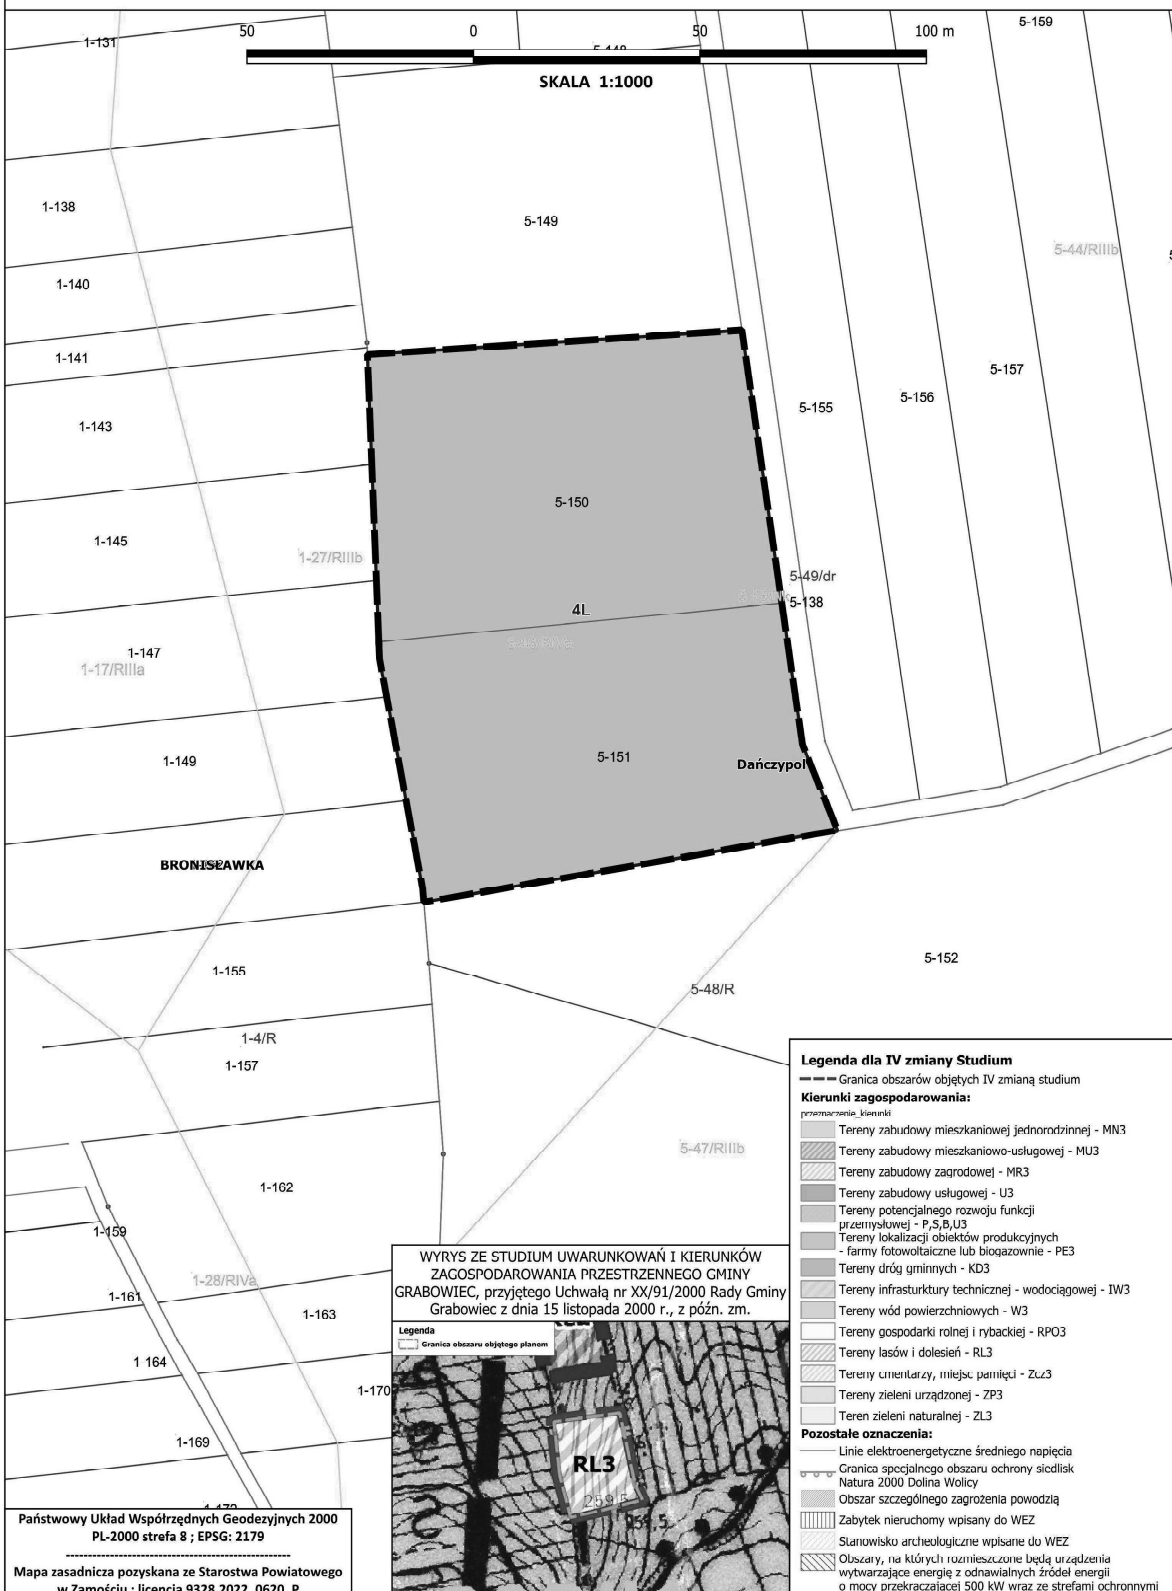 50 0 50 100 m
SKALA 1:1000
5-159
1-131
5-148
1-138
5-149
5-44/RIIIb
1-140
1-141
5-157
5-156
5-155
1-143
5-150
1-145
1-27/RIIIb
5-49/dr
5-138
4L
1-147
1-17/RIIIa
5-151
1-149
Dańczypol
BRONISŁAWKA
5-152
1-155
5-48/R
1-4/R
1-157
5-47/RIIIb
1-162
1-159
1-28/RIVa
1-161
1-163
1-164
1-170
1-169
1-172
WYRYS ZE STUDIUM UWARUNKOWAŃ I KIERUNKÓW
ZAGOSPODAROWANIA PRZESTRZENNEGO GMINY
GRABOWIEC, przyjętego Uchwałą nr XX/91/2000 Rady Gminy
Grabowiec z dnia 15 listopada 2000 r., z późn. zm.
Legenda
Granica obszaru objętego planom
RL3
259.5
Państwowy Układ Współrzędnych Geodezyjnych 2000
PL-2000 strefa 8 ; EPSG: 2179
Mapa zasadnicza pozyskana ze Starostwa Powiatowego
w Zamościu ; licencja 9328.2022_0620_P
Legenda dla IV zmiany Studium
Granica obszarów objętych IV zmianą studium
Kierunki zagospodarowania:
przeznaczenie_kierunki
Tereny zabudowy mieszkaniowej jednorodzinnej - MN3
Tereny zabudowy mieszkaniowo-usługowej - MU3
Tereny zabudowy zagrodowej - MR3
Tereny zabudowy usługowej - U3
Tereny potencjalnego rozwoju funkcji
przemysłowej - P,S,B,U3
Tereny lokalizacji obiektów produkcyjnych
- farmy fotowoltaiczne lub biogazownie - PE3
Tereny dróg gminnych - KD3
Tereny infrasturktury technicznej - wodociągowej - IW3
Tereny wód powierzchniowych - W3
Tereny gospodarki rolnej i rybackiej - RPO3
Tereny lasów i dolesień - RL3
Tereny cmentarzy, miejsc pamięci - Zcz3
Tereny zieleni urządzonej - ZP3
Teren zieleni naturalnej - ZL3
Pozostałe oznaczenia:
Linie elektroenergetyczne średniego napięcia
Granica specjalnego obszaru ochrony siedlisk
Natura 2000 Dolina Wolicy
Obszar szczególnego zagrożenia powodzią
Zabytek nieruchomy wpisany do WEZ
Stanowisko archeologiczne wpisane do WEZ
Obszary, na których rozmieszczone będą urządzenia
wytwarzające energię z odnawialnych źródeł energii
o mocy przekraczającej 500 kW wraz ze strefami ochronnymi